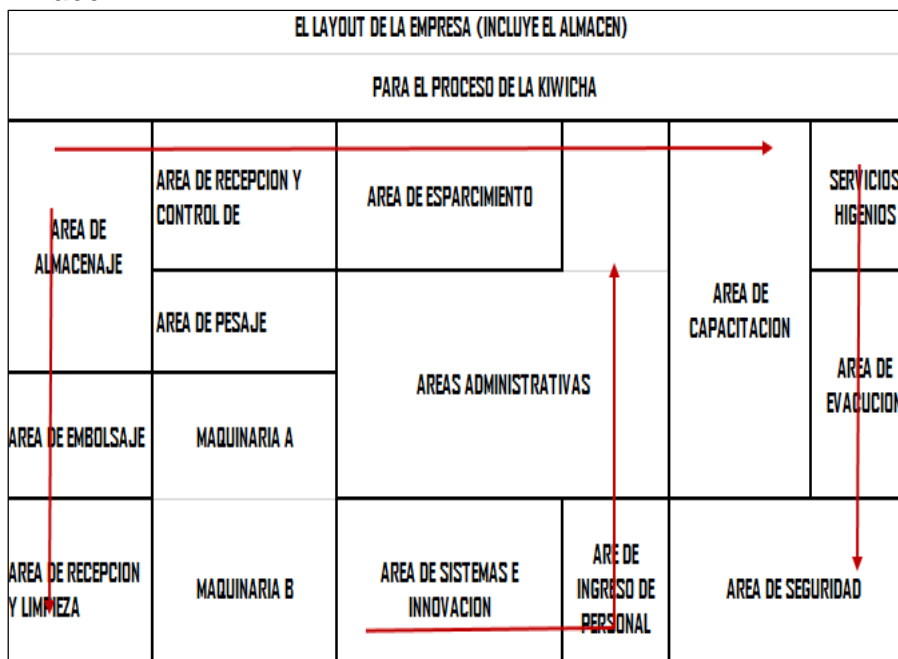 EL LAYOUT DE LA EMPRESA (INCLUYE EL ALMACEN)
PARA EL PROCESO DE LA KIWICHA
AREA DE
ALMACENAJE
AREA DE RECEPCION Y
CONTROL DE
AREA DE ESPARCIMIENTO
SERVICIOS
HIGENIOS
AREA DE PESAJE
AREAS ADMINISTRATIVAS
AREA DE
CAPACITACION
AREA DE
EVACUCION
AREA DE EMBOLSAJE
MAQUINARIA A
AREA DE RECEPCION
Y LIMPIEZA
MAQUINARIA B
AREA DE SISTEMAS E
INNOVACION
ARE DE
INGRESO DE
PERSONAL
AREA DE SEGURIDAD